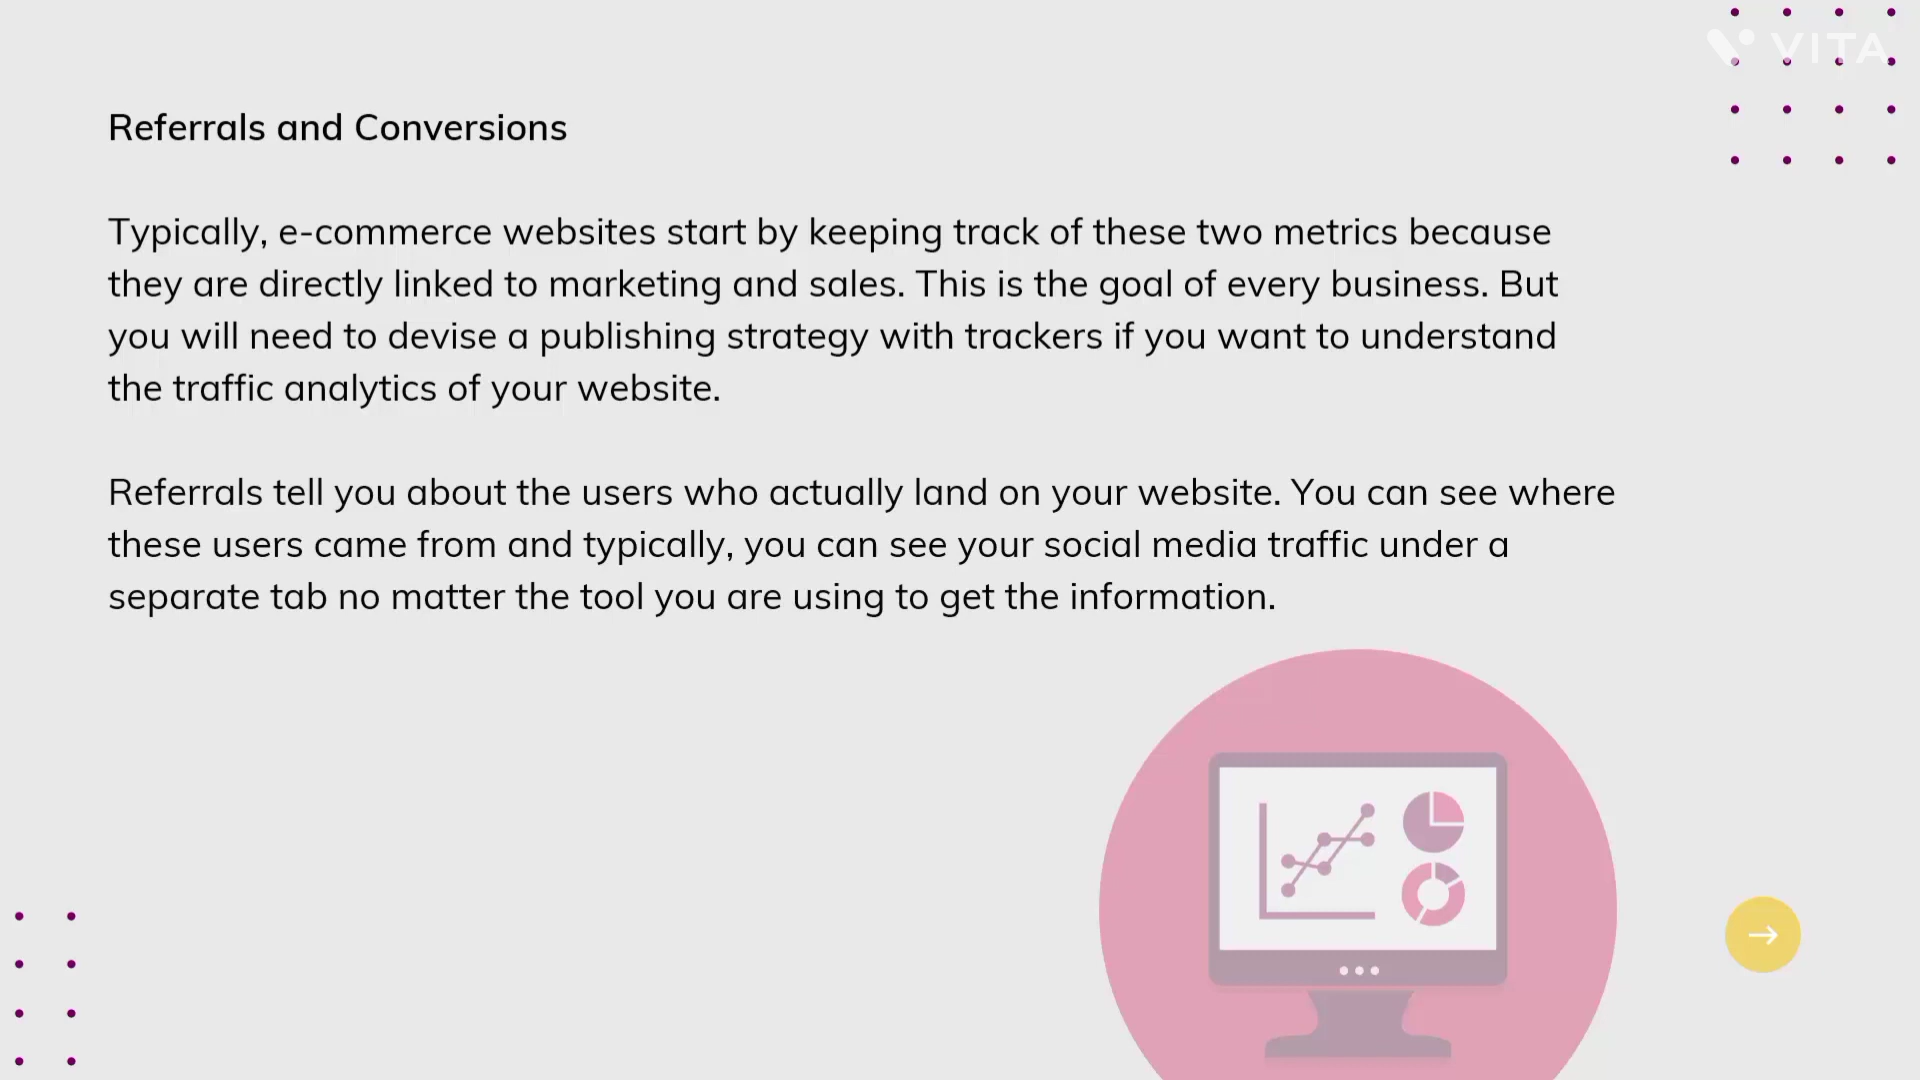 VITA
Referrals and Conversions
Typically, e-commerce websites start by keeping track of these two metrics because
they are directly linked to marketing and sales. This is the goal of every business. But
you will need to devise a publishing strategy with trackers if you want to understand
the traffic analytics of your website.
Referrals tell you about the users who actually land on your website. You can see where
these users came from and typically, you can see your social media traffic under a
separate tab no matter the tool you are using to get the information.